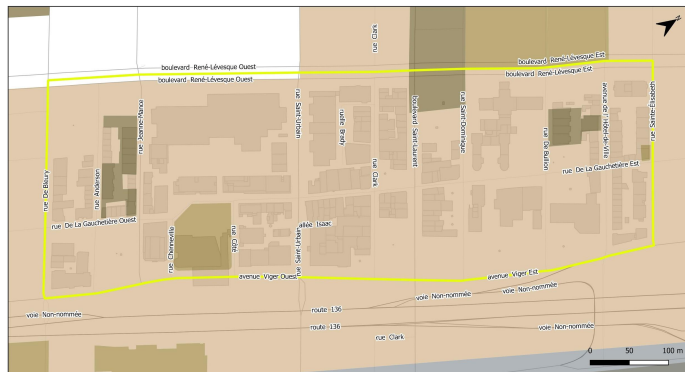 rue Clark
boulevard René-Lévesque Est
boulevard René-Lévesque Ouest
boulevard René-Lévesque Est
boulevard René-Lévesque Ouest
rue Jeanne-Mance
rue Saint-Urbain
ruelle Brady
boulevard Saint-Laurent
rue Saint-Dominique
avenue de l'Hôtel-de-Ville
rue Sainte-Élisabeth
rue De Bullion
rue De Bleury
rue Anderson
rue Clark
rue De La Gauchetière Est
rue De La Gauchetière Ouest
allée Isaac
rue Chenneville
rue Côté
rue Saint-Urbain
avenue Viger Ouest
avenue Viger Est
voie Non-nommée
voie Non-nommée
voie Non-nommée
route 136
route 136
voie Non-nommée
rue Clark
0 50 100 m